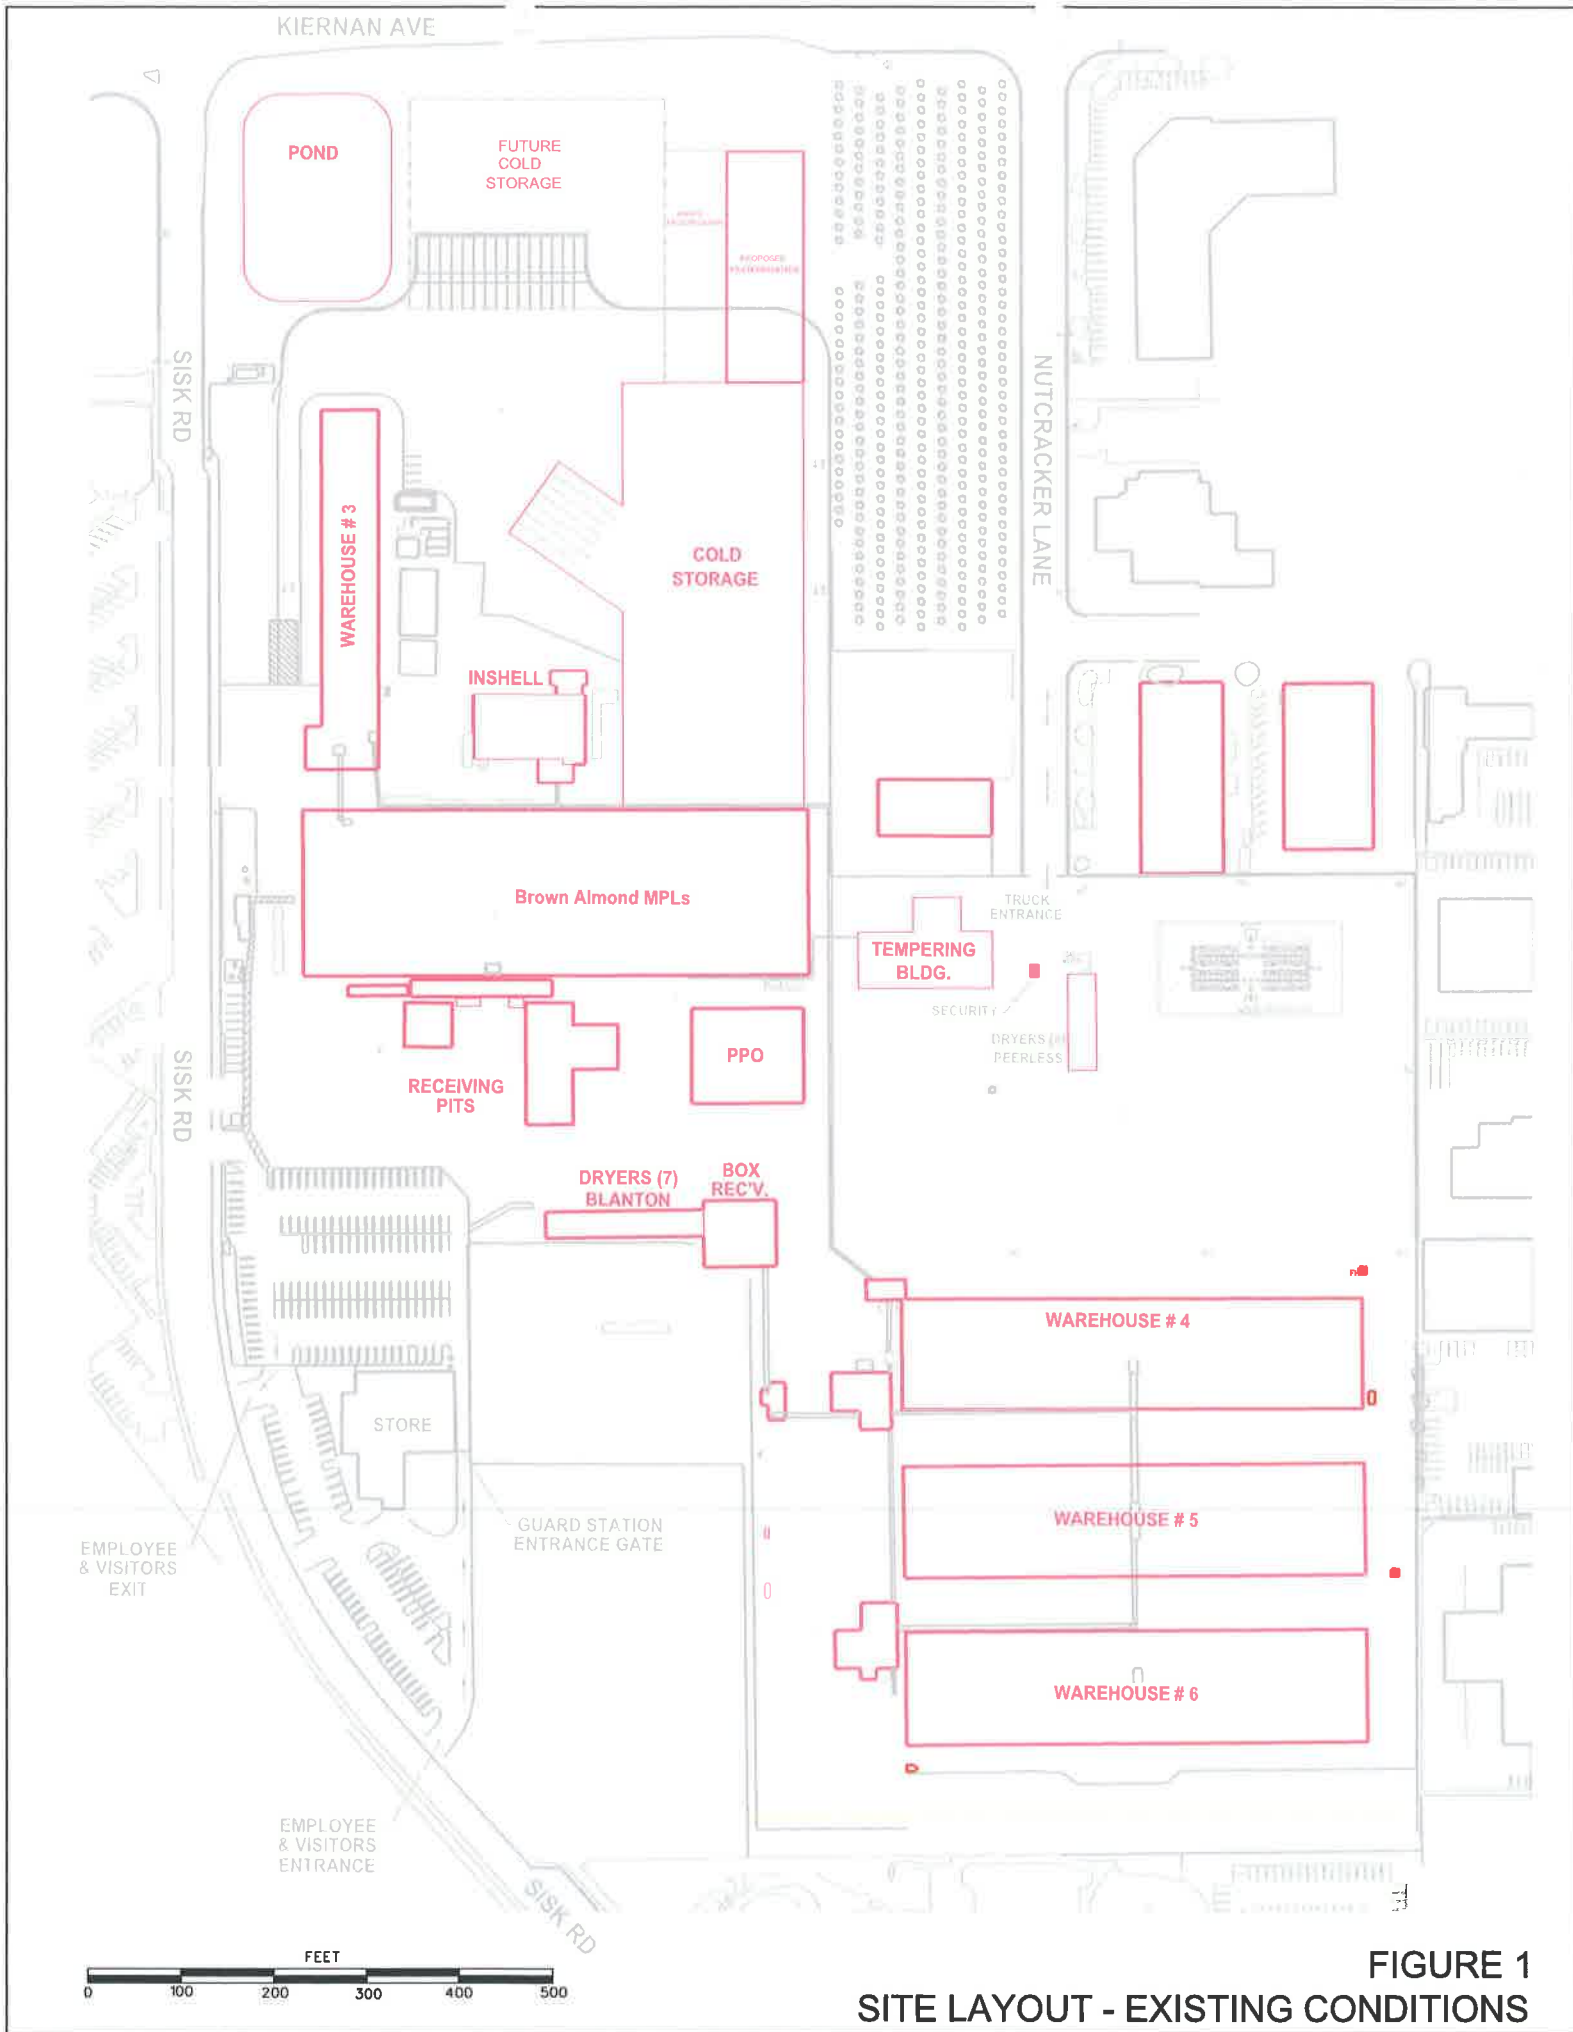 KIERNAN AVE
POND
FUTURE
COLD
STORAGE
PROPOSED
SISK RD
NUTCRACKER LANE
WAREHOUSE # 3
COLD
STORAGE
INSHELL
Brown Almond MPLs
TRUCK
ENTRANCE
TEMPERING
BLDG.
SECURITY
DRYERS
PEERLESS
SISK RD
PPO
RECEIVING
PITS
DRYERS (7)
BLANTON
BOX
REC'V.
WAREHOUSE # 4
STORE
WAREHOUSE # 5
GUARD STATION
ENTRANCE GATE
EMPLOYEE
& VISITORS
EXIT
WAREHOUSE # 6
EMPLOYEE
& VISITORS
ENTRANCE
SISK RD
FEET
0 100 200 300 400 500
FIGURE 1
SITE LAYOUT - EXISTING CONDITIONS